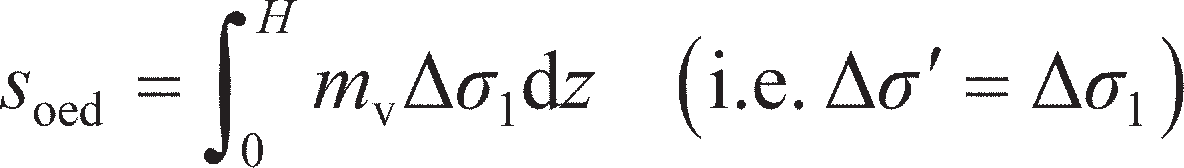 s_oed = ∫_0^H m_v Δσ_1 dz (i.e. Δσ′ = Δσ_1)